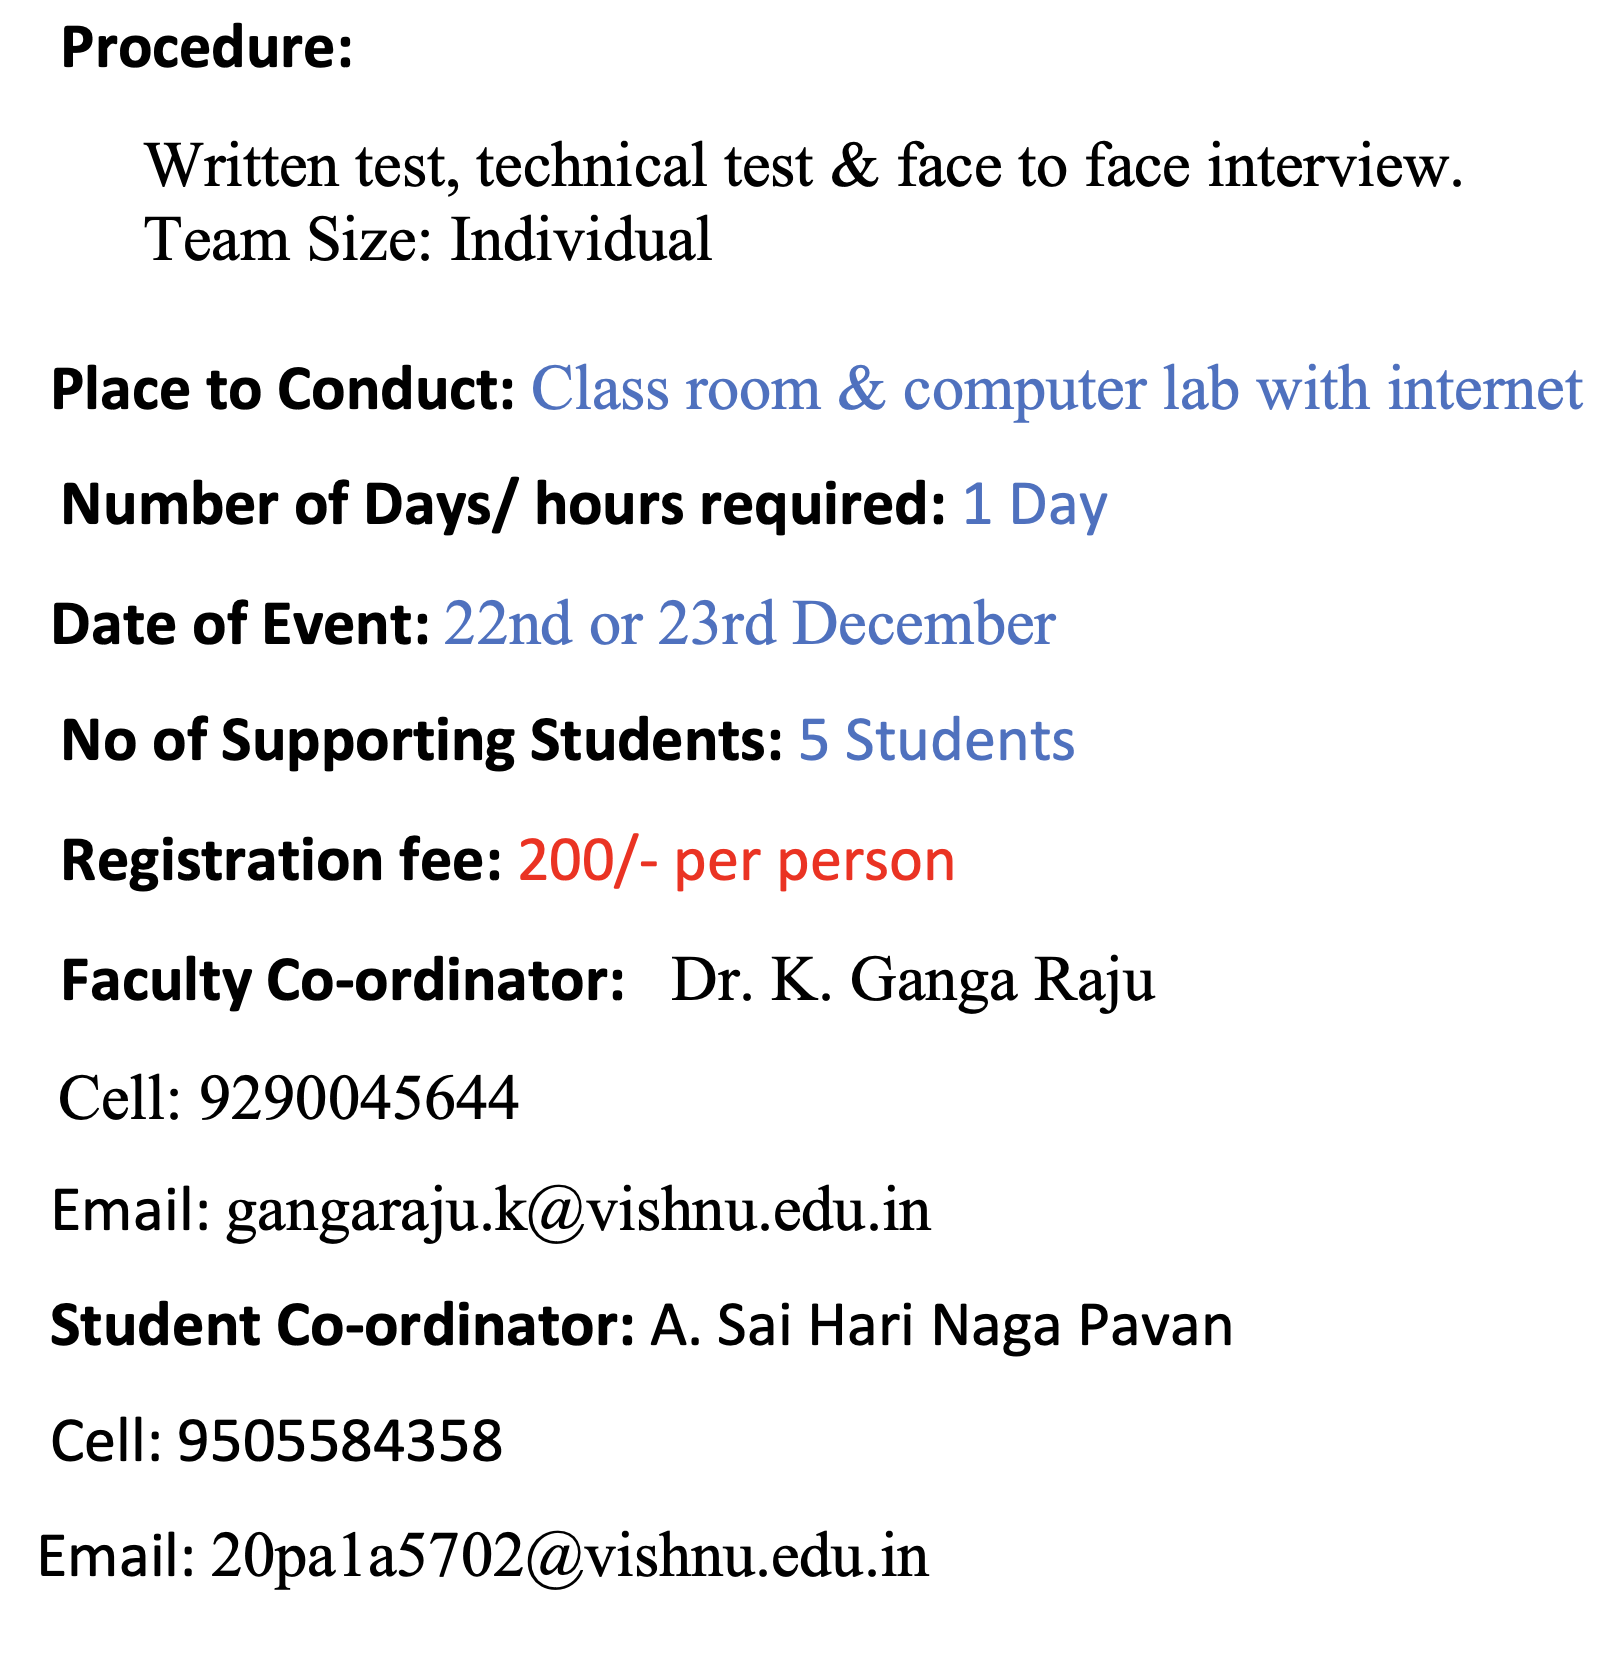 Procedure:
Written test, technical test & face to face interview.
Team Size: Individual
Place to Conduct: Class room & computer lab with internet
Number of Days/ hours required: 1 Day
Date of Event: 22nd or 23rd December
No of Supporting Students: 5 Students
Registration fee: 200/- per person
Faculty Co-ordinator: Dr. K. Ganga Raju
Cell: 9290045644
Email: gangaraju.k@vishnu.edu.in
Student Co-ordinator: A. Sai Hari Naga Pavan
Cell: 9505584358
Email: 20pa1a5702@vishnu.edu.in